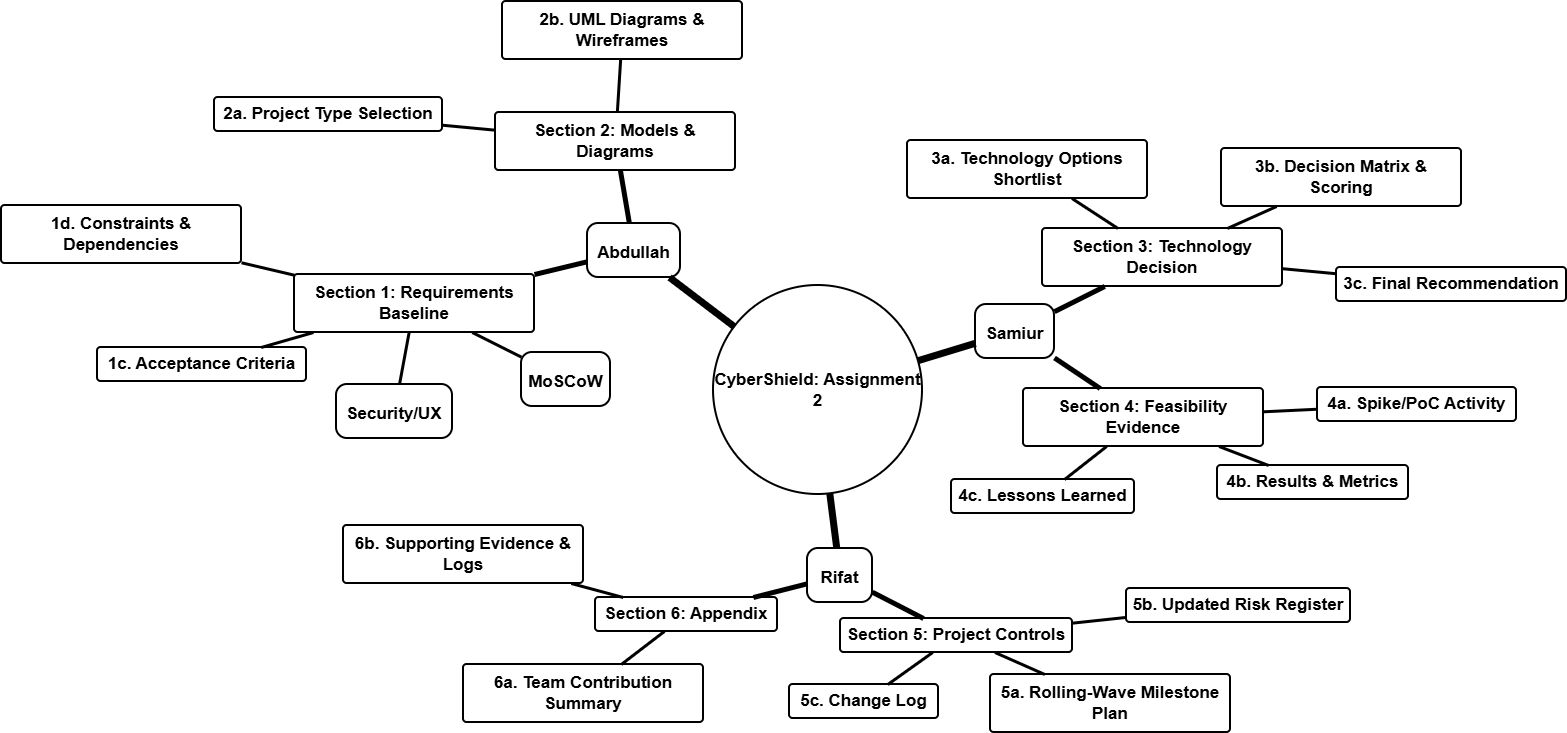 2b. UML Diagrams &
Wireframes
2a. Project Type Selection
Section 2: Models &
Diagrams
1d. Constraints &
Dependencies
Abdullah
Section 1: Requirements
Baseline
1c. Acceptance Criteria
Security/UX
MoSCoW
CyberShield: Assignment
2
3a. Technology Options
Shortlist
3b. Decision Matrix &
Scoring
Section 3: Technology
Decision
3c. Final Recommendation
Samiur
Section 4: Feasibility
Evidence
4a. Spike/PoC Activity
4b. Results & Metrics
4c. Lessons Learned
6b. Supporting Evidence &
Logs
Rifat
Section 6: Appendix
6a. Team Contribution
Summary
5b. Updated Risk Register
Section 5: Project Controls
5c. Change Log
5a. Rolling-Wave Milestone
Plan